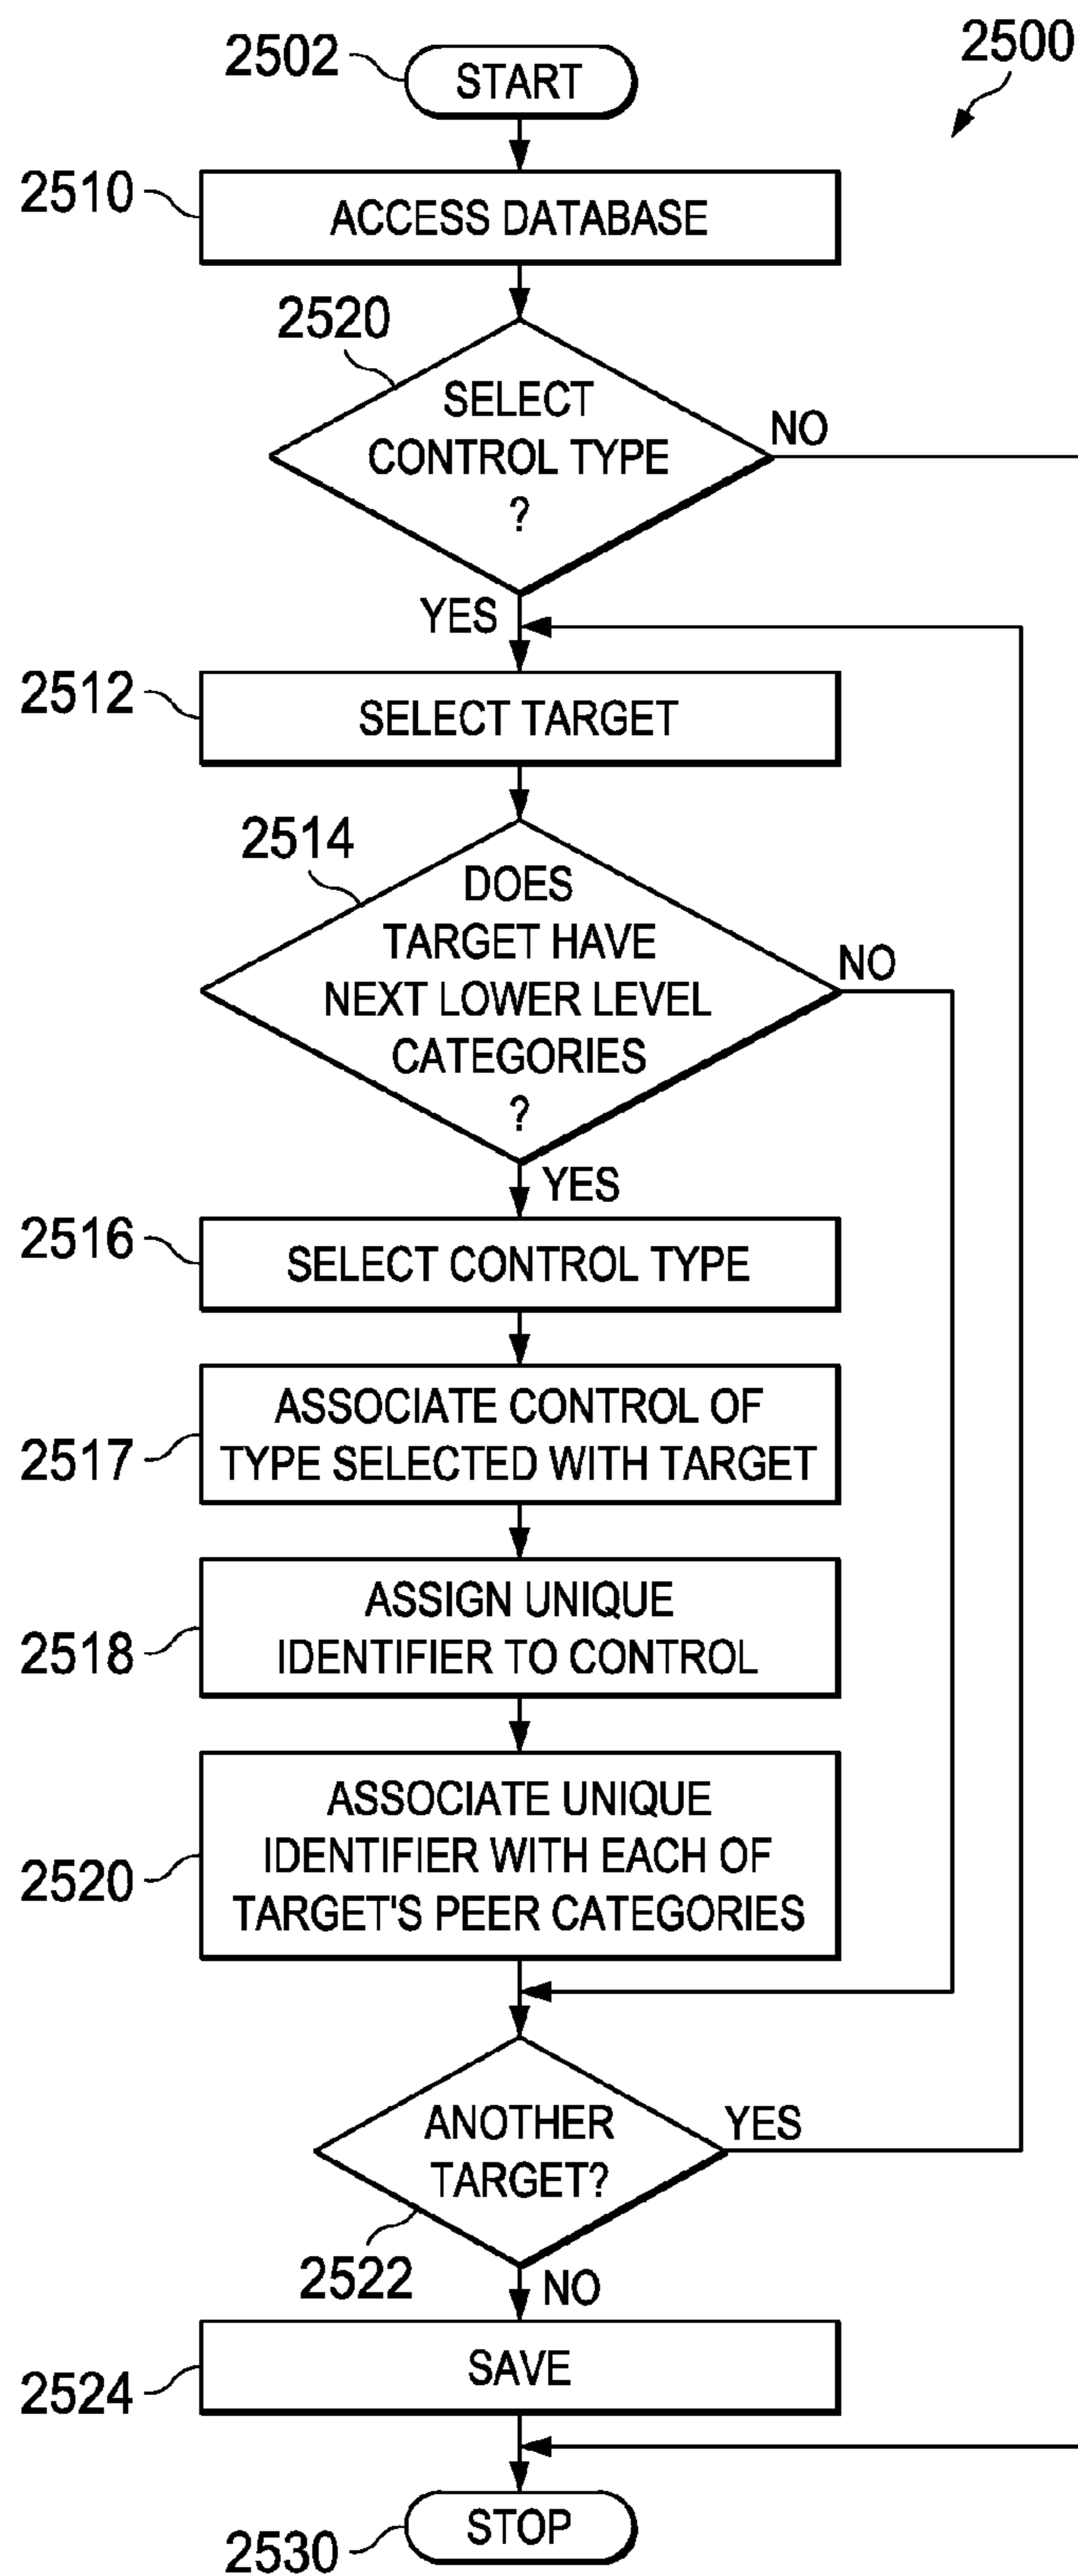 2500
2502
START
2510
ACCESS DATABASE
2520
SELECT
CONTROL TYPE
?
NO
YES
2512
SELECT TARGET
2514
DOES
TARGET HAVE
NEXT LOWER LEVEL
CATEGORIES
?
NO
YES
2516
SELECT CONTROL TYPE
2517
ASSOCIATE CONTROL OF
TYPE SELECTED WITH TARGET
2518
ASSIGN UNIQUE
IDENTIFIER TO CONTROL
2520
ASSOCIATE UNIQUE
IDENTIFIER WITH EACH OF
TARGET'S PEER CATEGORIES
ANOTHER
TARGET?
YES
2522
NO
2524
SAVE
2530
STOP